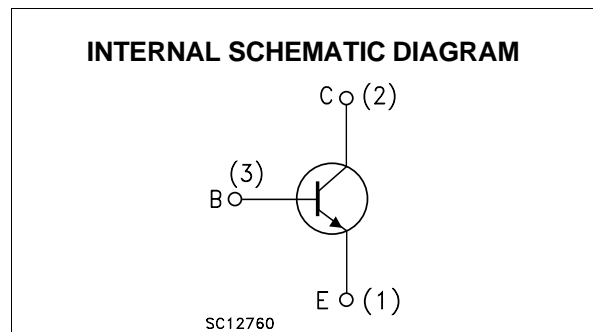 INTERNAL SCHEMATIC DIAGRAM
C (2)
(3)
B
E (1)
SC12760